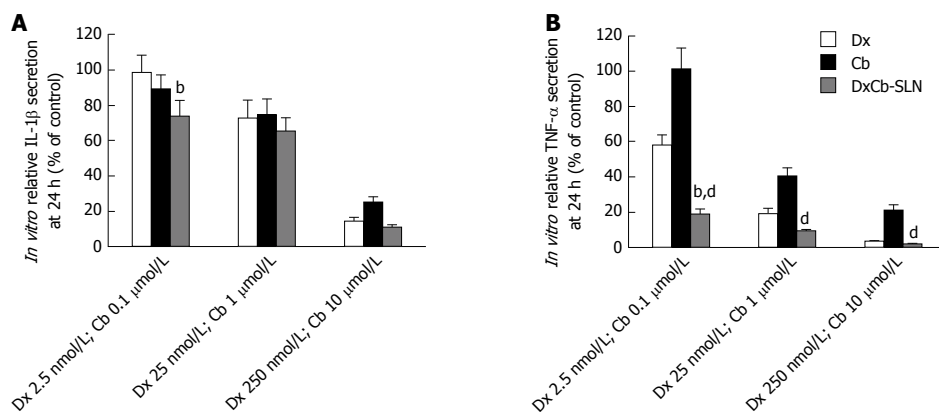 A
In vitro relative IL-1β secretion
at 24 h (% of control)
120
100
80
60
40
20
0
b
Dx 2.5 nmol/L; Cb 0.1 μmol/L
Dx 25 nmol/L; Cb 1 μmol/L
Dx 250 nmol/L; Cb 10 μmol/L
B
In vitro relative TNF-α secretion
at 24 h (% of control)
120
100
80
60
40
20
0
Dx
Cb
DxCb-SLN
b,d
d
d
Dx 2.5 nmol/L; Cb 0.1 μmol/L
Dx 25 nmol/L; Cb 1 μmol/L
Dx 250 nmol/L; Cb 10 μmol/L